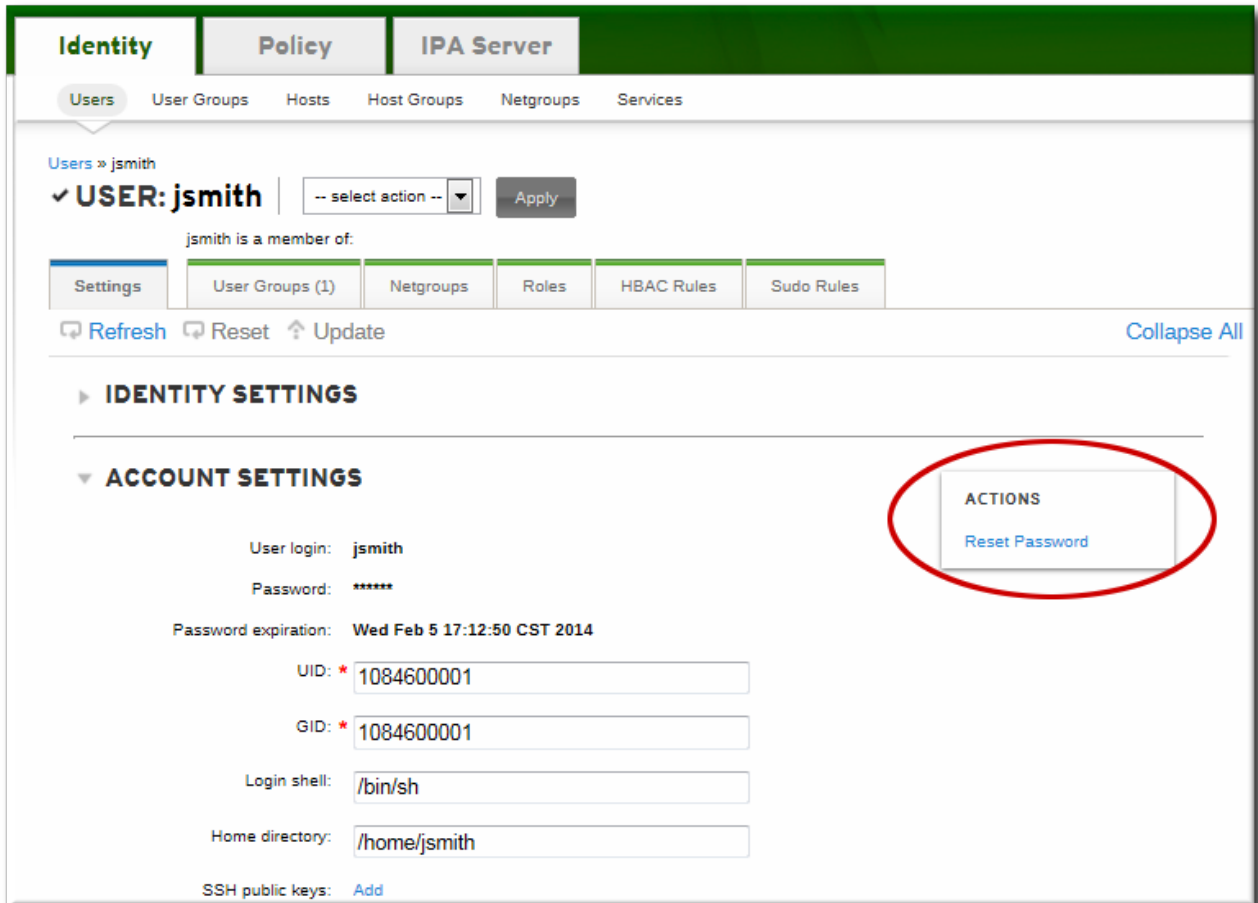 Identity Policy IPA Server
Users User Groups Hosts Host Groups Netgroups Services
Users » jsmith
USER: jsmith -- select action -- Apply
jsmith is a member of:
Settings User Groups (1) Netgroups Roles HBAC Rules Sudo Rules
Refresh Reset Update Collapse All
IDENTITY SETTINGS
ACCOUNT SETTINGS
ACTIONS
Reset Password
User login: jsmith
Password: ******
Password expiration: Wed Feb 5 17:12:50 CST 2014
UID: * 1084600001
GID: * 1084600001
Login shell: /bin/sh
Home directory: /home/jsmith
SSH public keys: Add